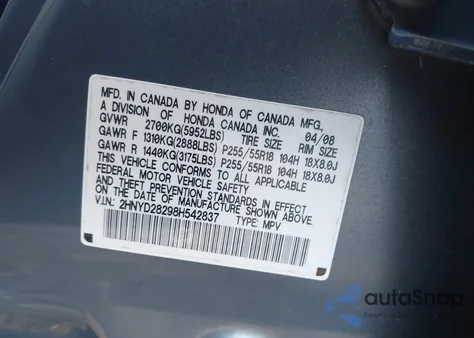 MFD. IN CANADA BY HONDA OF CANADA MFG.,
A DIVISION OF HONDA CANADA INC. 04/08
GVWR 2700KG(5952LBS) TIRE SIZE RIM SIZE
GAWR F 1310KG(2888LBS) P255/55R18 104H 18X8.0J
GAWR R 1440KG(3175LBS) P255/55R18 104H 18X8.0J
THIS VEHICLE CONFORMS TO ALL APPLICABLE
FEDERAL MOTOR VEHICLE SAFETY AND
THEFT PREVENTION STANDARDS IN EFFECT ON
THE DATE OF MANUFACTURE SHOWN ABOVE.
V.I.N.: 2HNYD28298H542837 TYPE: MPV
autoSnap